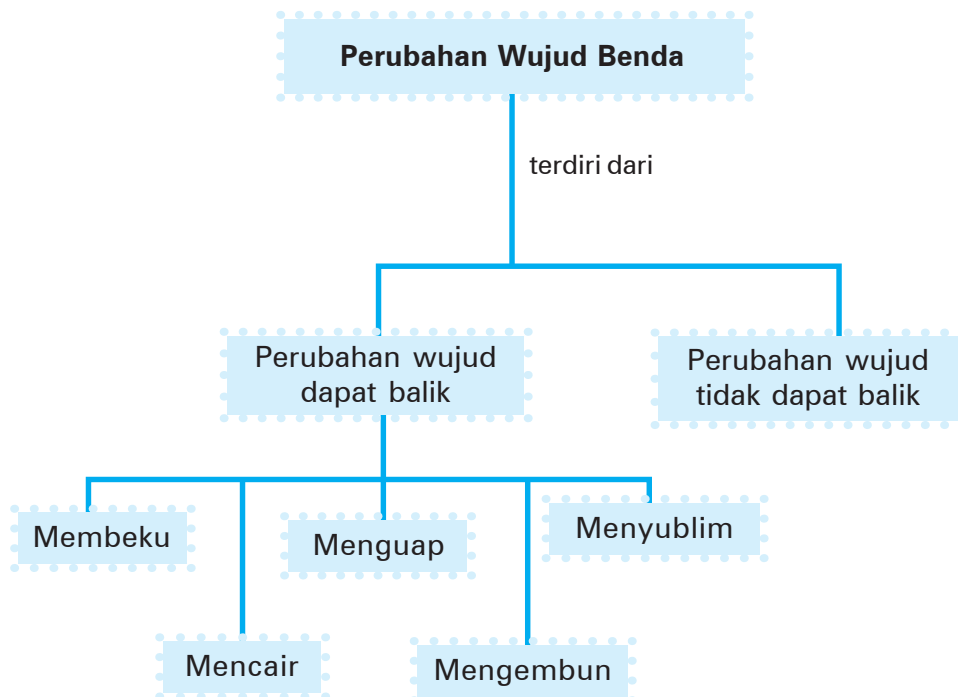 Perubahan Wujud Benda
terdiri dari
Perubahan wujud
dapat balik
Perubahan wujud
tidak dapat balik
Membeku
Menguap
Menyublim
Mencair
Mengembun